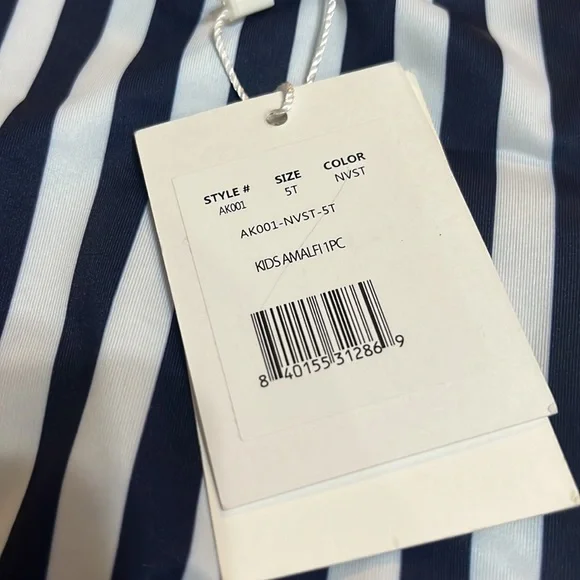 STYLE # SIZE COLOR
AK001 5T NVST
AK001-NVST-5T
KIDS AMALFI 1PC
8 40155 31286 9